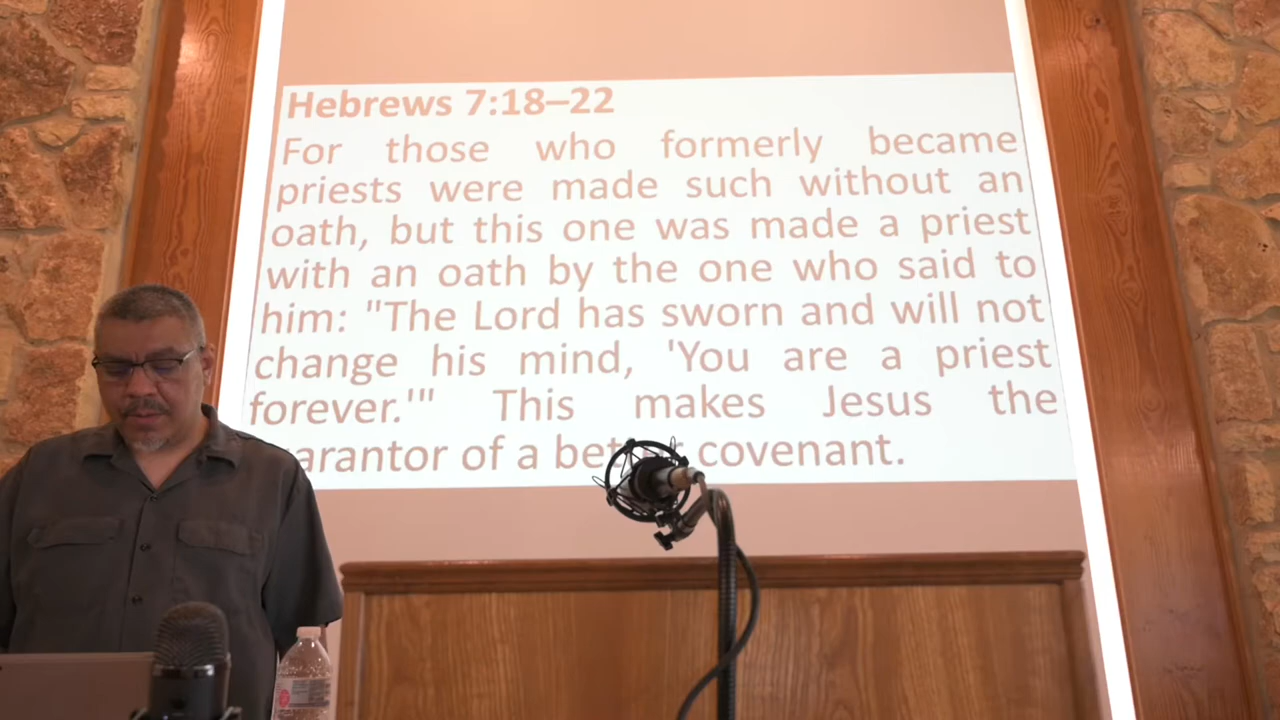 Hebrews 7:18–22
For those who formerly became
priests were made such without an
oath, but this one was made a priest
with an oath by the one who said to
him: "The Lord has sworn and will not
change his mind, 'You are a priest
forever.'" This makes Jesus the
arantor of a covenant.